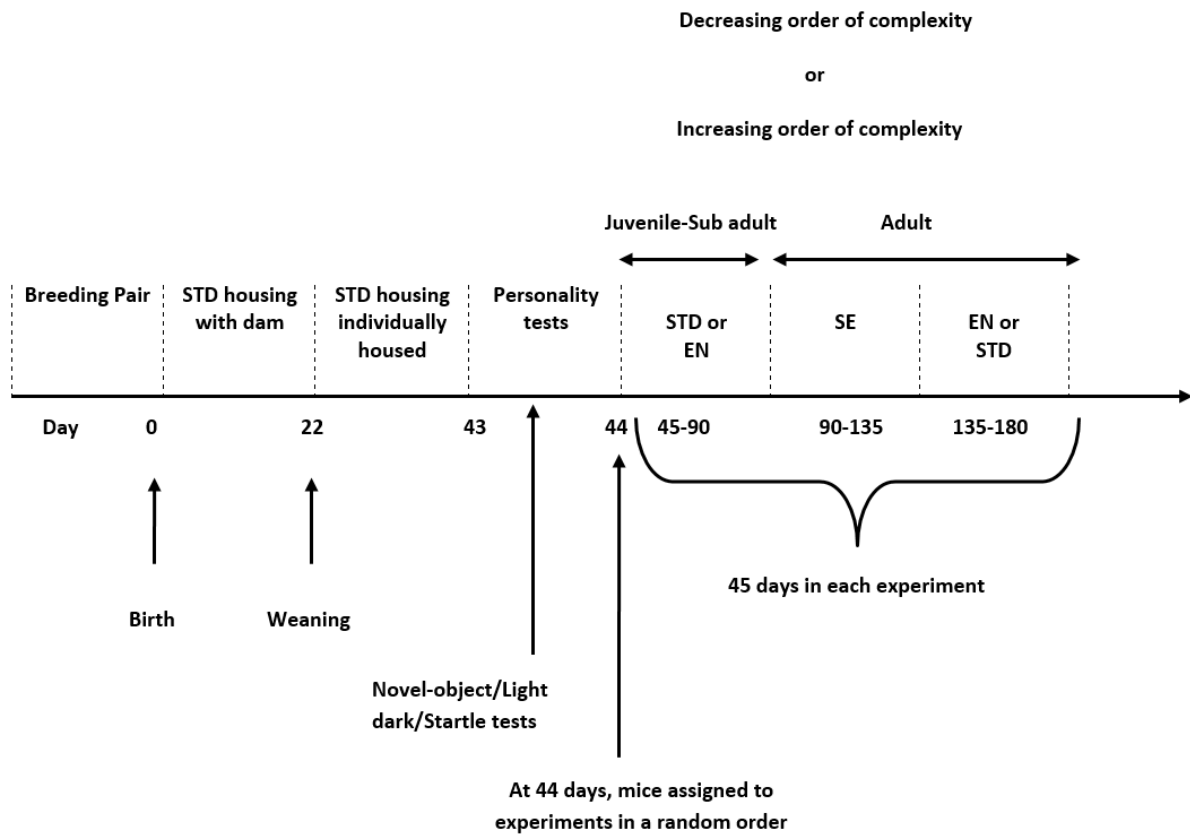 Decreasing order of complexity
or
Increasing order of complexity
Juvenile-Sub adult
Adult
Breeding Pair
STD housing
with dam
STD housing
individually
housed
Personality
tests
STD or
EN
SE
EN or
STD
Day
0
22
43
44
45-90
90-135
135-180
45 days in each experiment
Birth
Weaning
Novel-object/Light
dark/Startle tests
At 44 days, mice assigned to
experiments in a random order